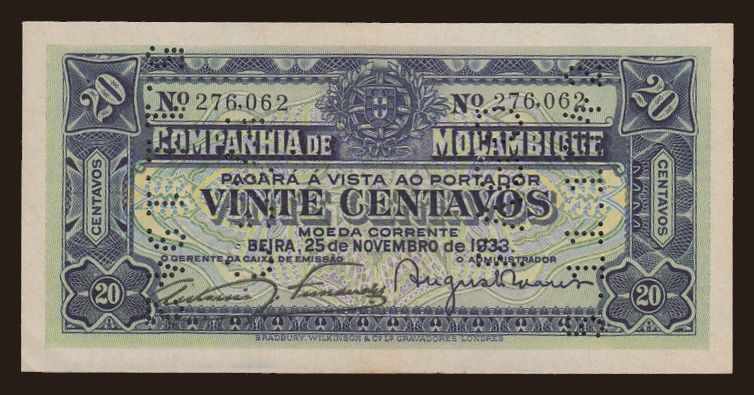 20 20
Nº 276,062 Nº 276,062
COMPANHIA DE MOÇAMBIQUE
PAGARÁ Á VISTA AO PORTADOR
CENTAVOS VINTE CENTAVOS CENTAVOS
MOEDA CORRENTE
BEIRA, 25 de NOVEMBRO de 1933.
O GERENTE DA CAIXA DE EMISSÃO O ADMINISTRADOR
20 20
BRADBURY, WILKINSON & Cº Lº GRAVADORES, LONDRES